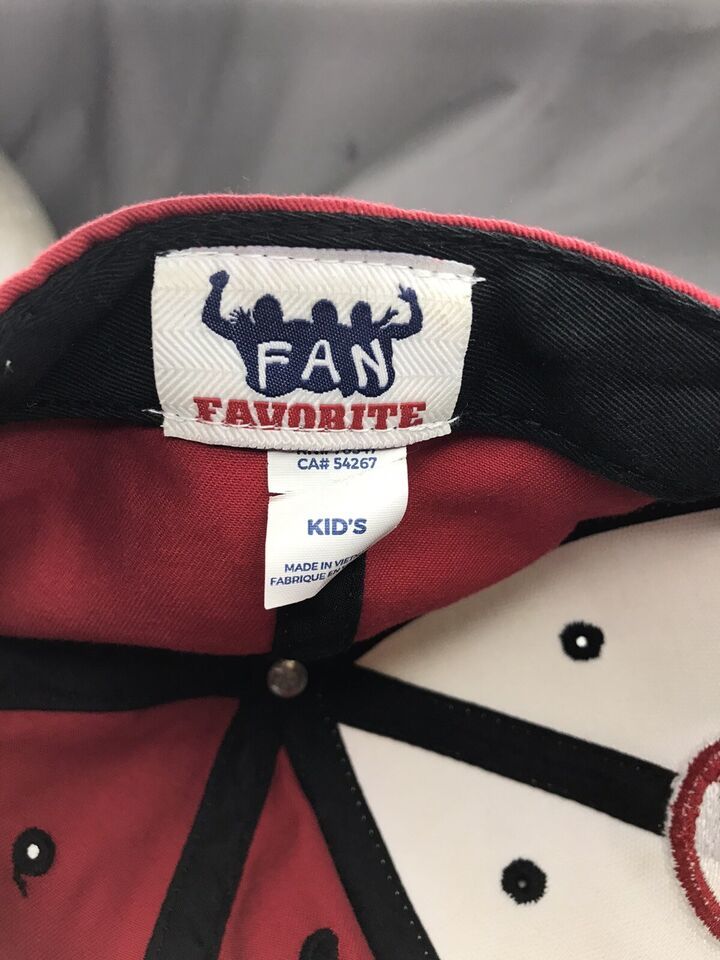 FAN
FAVORITE
CA# 54267
KID'S
MADE IN
FABRIQUE